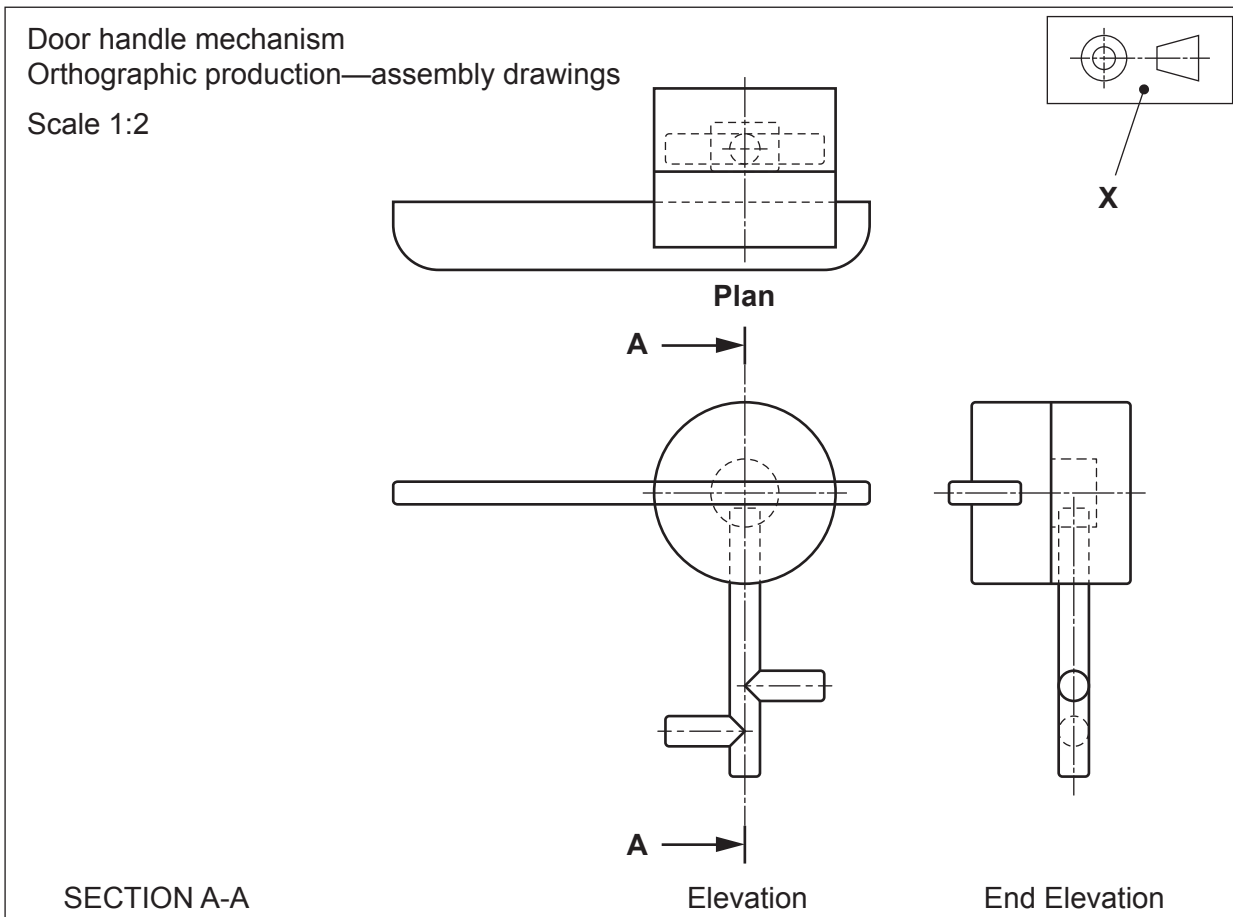 Door handle mechanism
Orthographic production—assembly drawings
Scale 1:2
X
Plan
A
A
SECTION A-A
Elevation
End Elevation